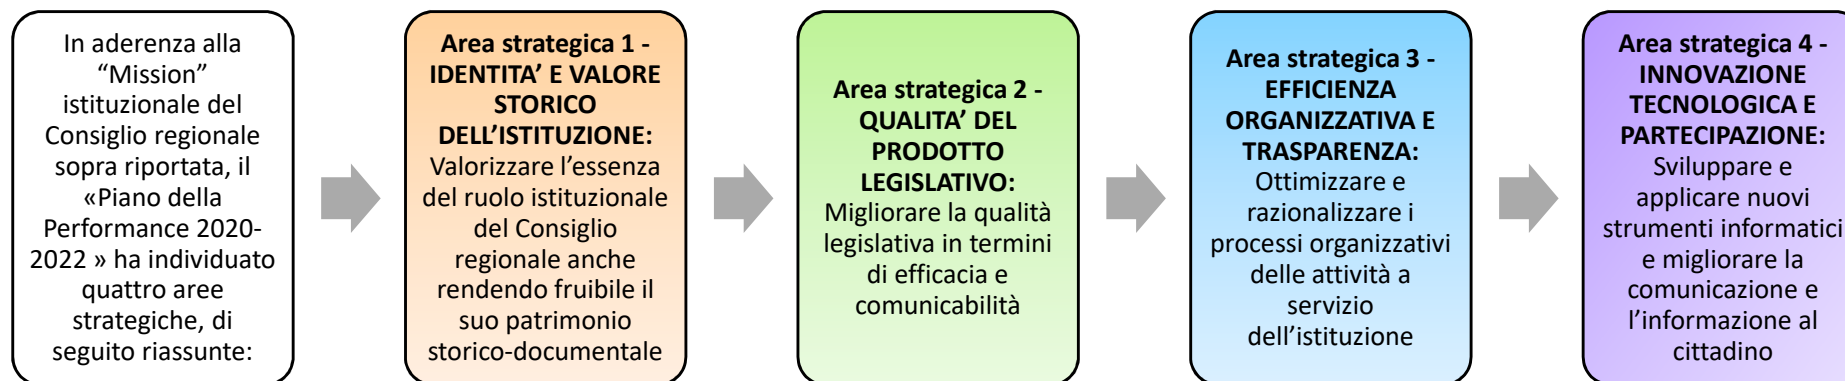 In aderenza alla
“Mission”
istituzionale del
Consiglio regionale
sopra riportata, il
«Piano della
Performance 2020-
2022 » ha individuato
quattro aree
strategiche, di
seguito riassunte:
Area strategica 1 -
IDENTITA’ E VALORE
STORICO
DELL’ISTITUZIONE:
Valorizzare l’essenza
del ruolo istituzionale
del Consiglio
regionale anche
rendendo fruibile il
suo patrimonio
storico-documentale
Area strategica 2 -
QUALITA’ DEL
PRODOTTO
LEGISLATIVO:
Migliorare la qualità
legislativa in termini
di efficacia e
comunicabilità
Area strategica 3 -
EFFICIENZA
ORGANIZZATIVA E
TRASPARENZA:
Ottimizzare e
razionalizzare i
processi organizzativi
delle attività a
servizio
dell’istituzione
Area strategica 4 -
INNOVAZIONE
TECNOLOGICA E
PARTECIPAZIONE:
Sviluppare e
applicare nuovi
strumenti informatici
e migliorare la
comunicazione e
l’informazione al
cittadino